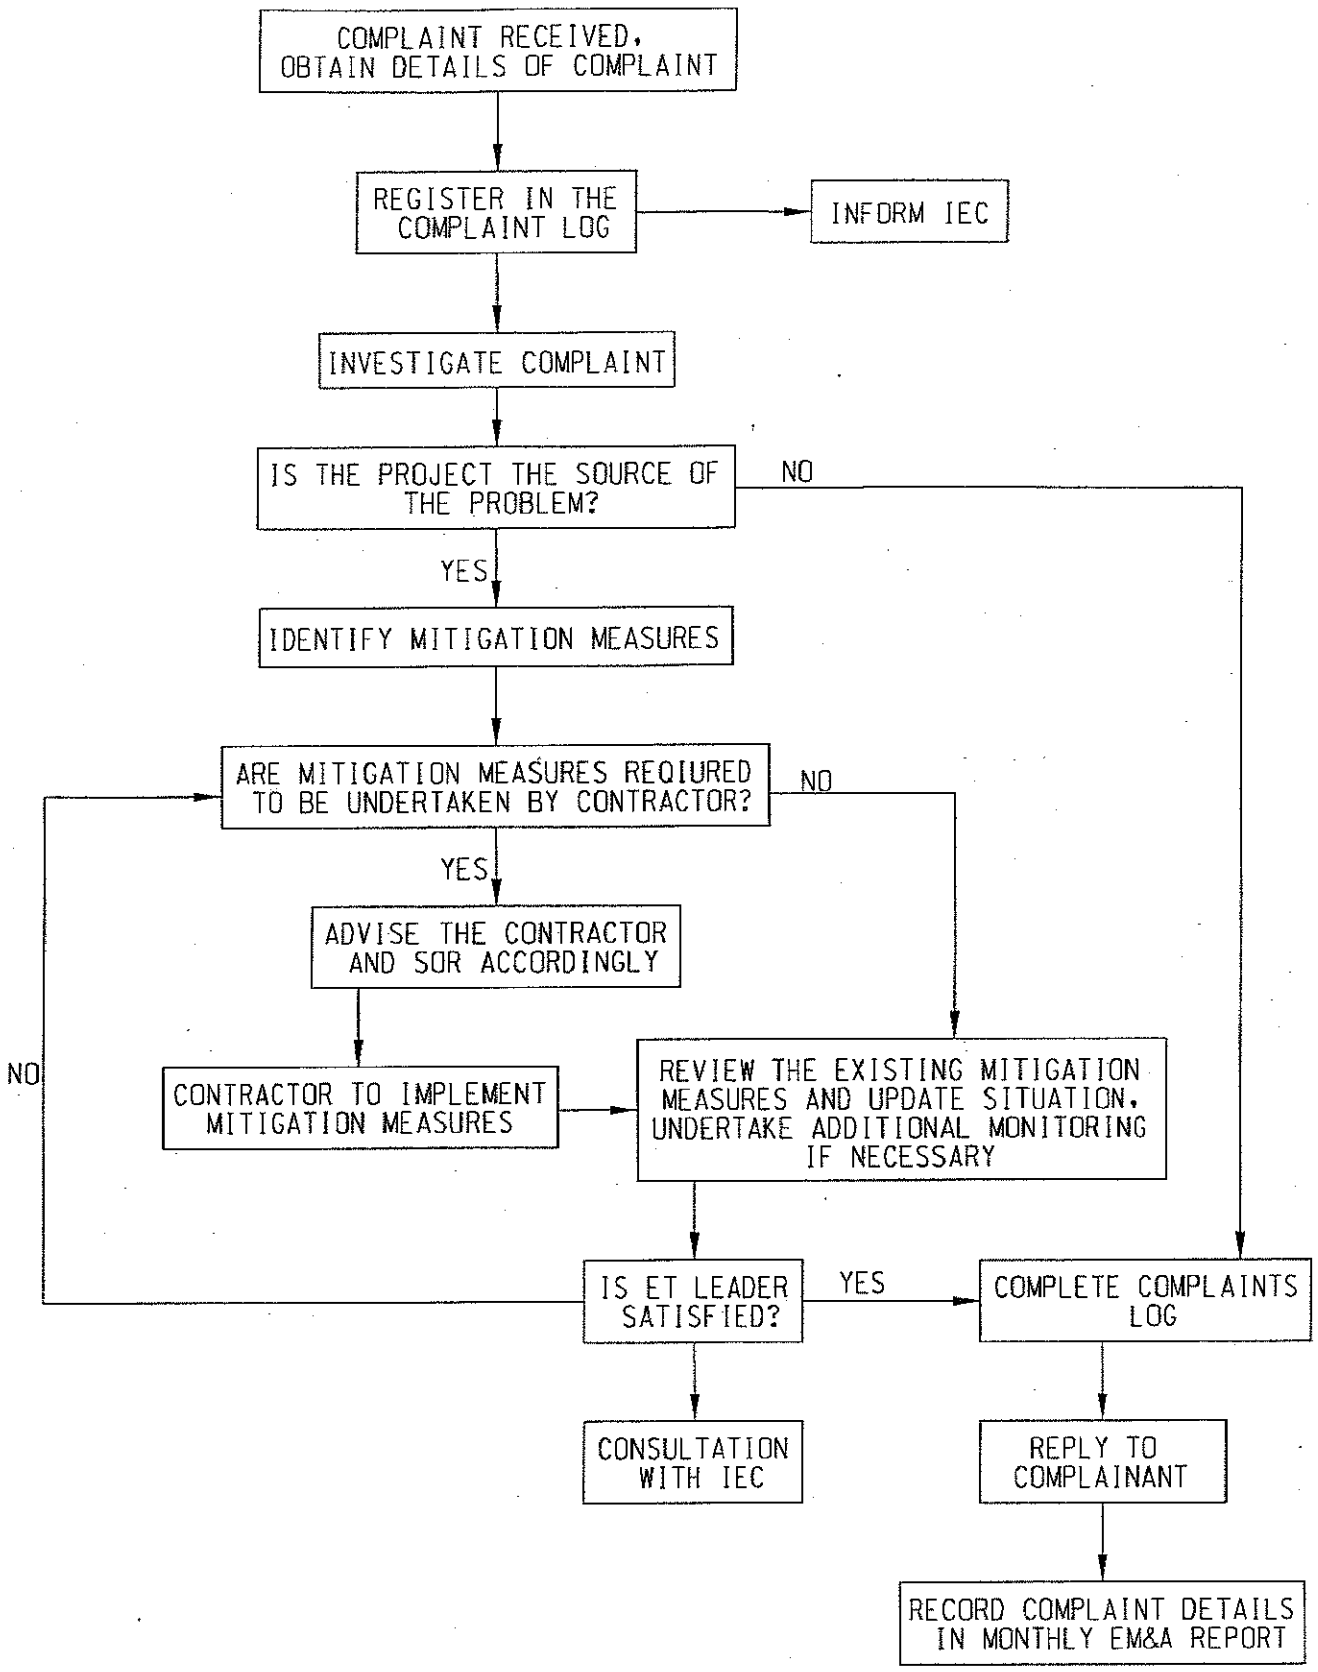 COMPLAINT RECEIVED,
OBTAIN DETAILS OF COMPLAINT
REGISTER IN THE
COMPLAINT LOG
INFORM IEC
INVESTIGATE COMPLAINT
IS THE PROJECT THE SOURCE OF
THE PROBLEM?
NO
YES
IDENTIFY MITIGATION MEASURES
ARE MITIGATION MEASURES REQIURED
TO BE UNDERTAKEN BY CONTRACTOR?
NO
YES
ADVISE THE CONTRACTOR
AND SOR ACCORDINGLY
NO
CONTRACTOR TO IMPLEMENT
MITIGATION MEASURES
REVIEW THE EXISTING MITIGATION
MEASURES AND UPDATE SITUATION.
UNDERTAKE ADDITIONAL MONITORING
IF NECESSARY
IS ET LEADER
SATISFIED?
YES
COMPLETE COMPLAINTS
LOG
CONSULTATION
WITH IEC
REPLY TO
COMPLAINANT
RECORD COMPLAINT DETAILS
IN MONTHLY EM&A REPORT